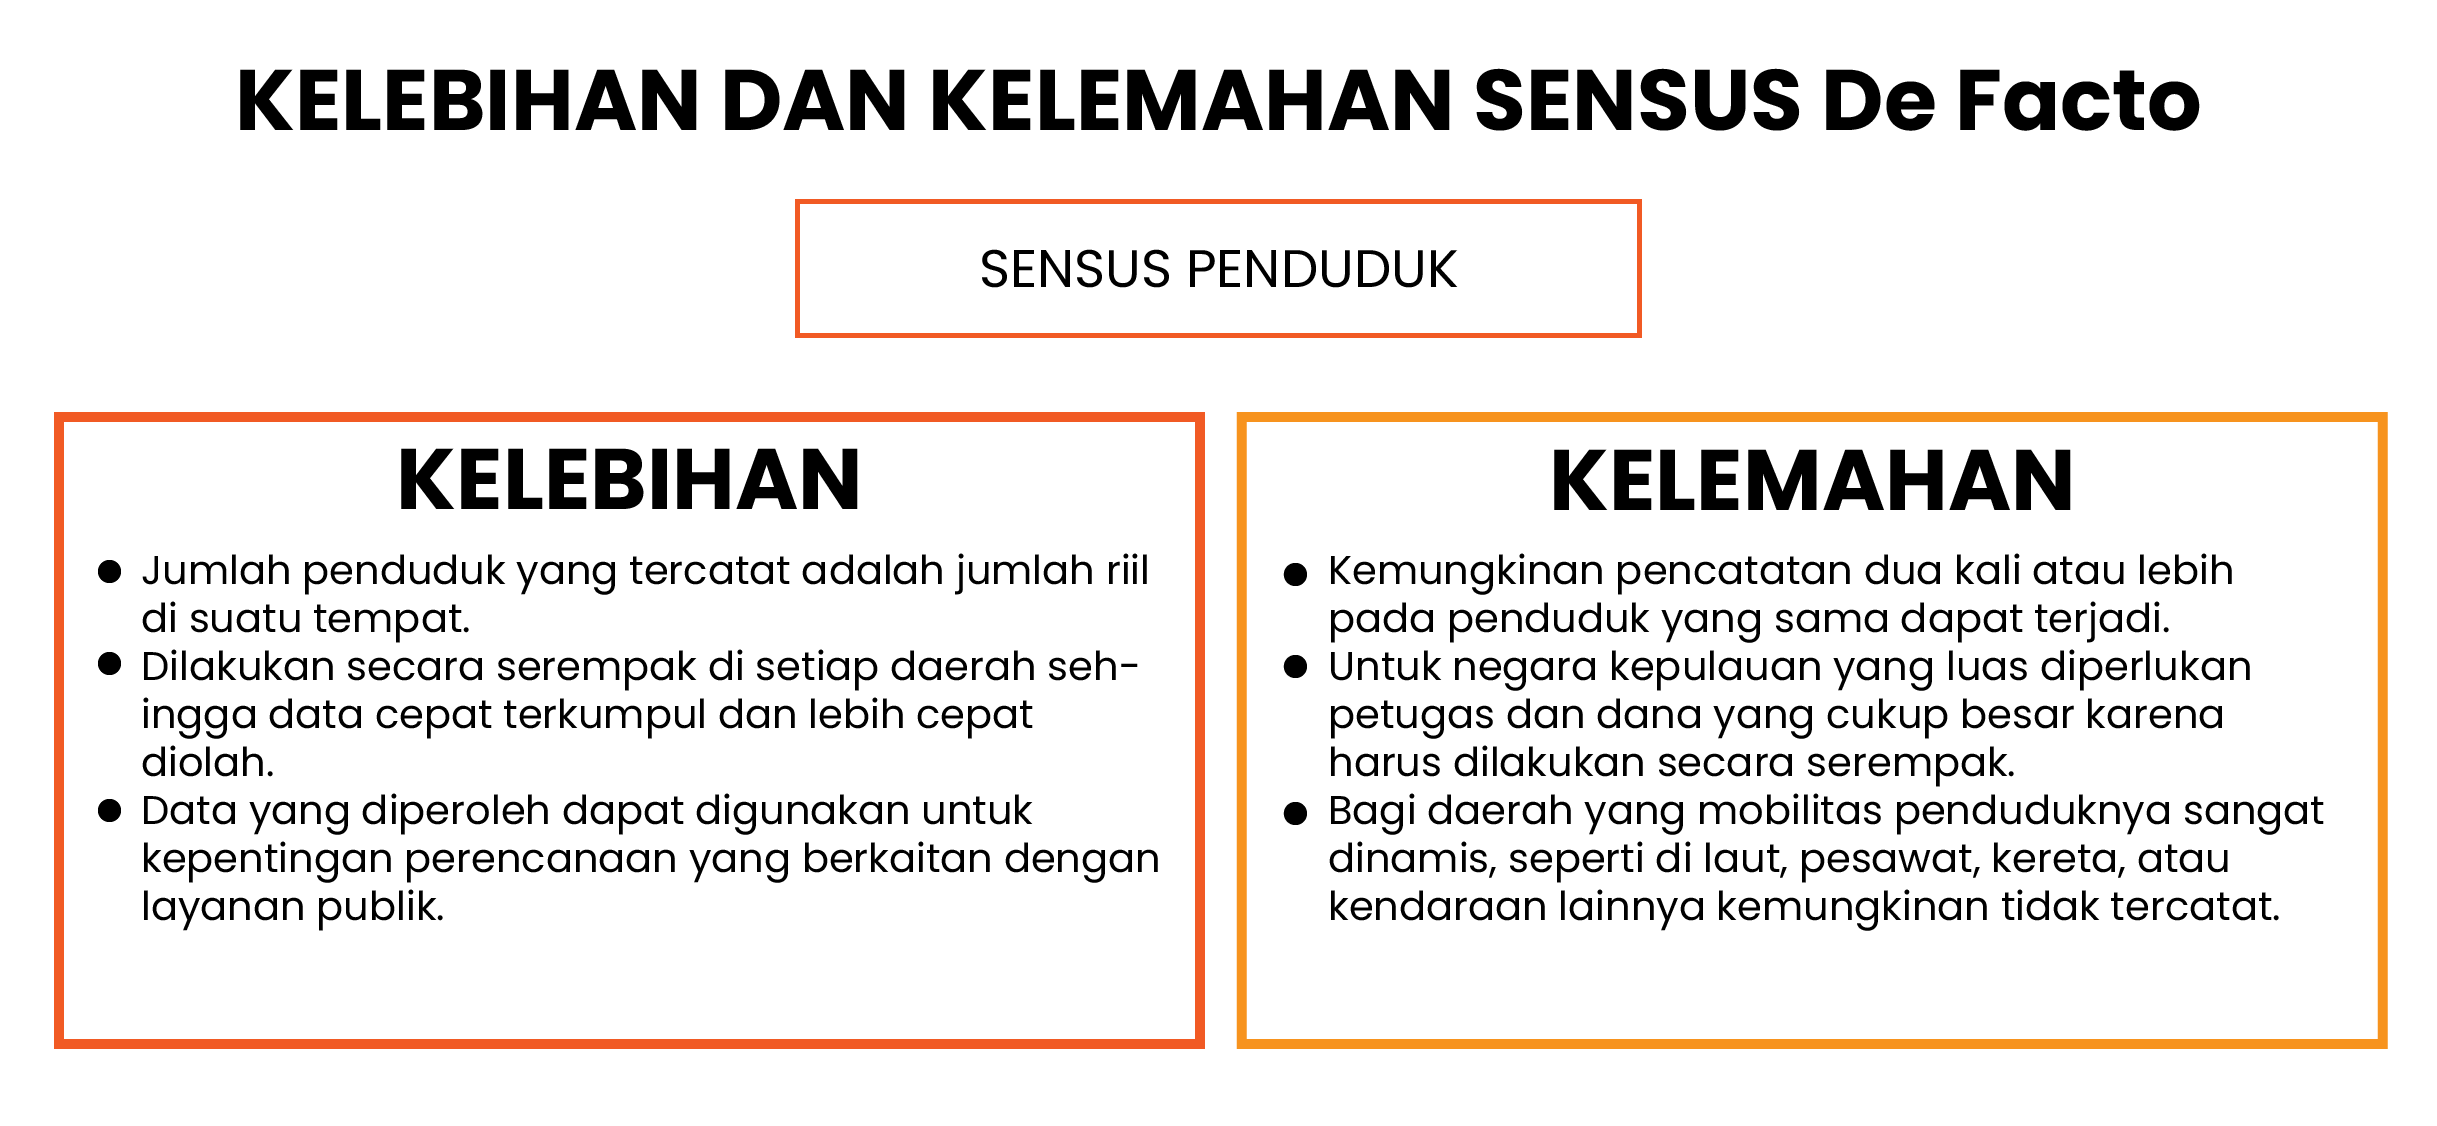 KELEBIHAN DAN KELEMAHAN SENSUS De Facto
SENSUS PENDUDUK
KELEBIHAN
● Jumlah penduduk yang tercatat adalah jumlah riil
di suatu tempat.
● Dilakukan secara serempak di setiap daerah seh-
ingga data cepat terkumpul dan lebih cepat
diolah.
● Data yang diperoleh dapat digunakan untuk
kepentingan perencanaan yang berkaitan dengan
layanan publik.
KELEMAHAN
● Kemungkinan pencatatan dua kali atau lebih
pada penduduk yang sama dapat terjadi.
● Untuk negara kepulauan yang luas diperlukan
petugas dan dana yang cukup besar karena
harus dilakukan secara serempak.
● Bagi daerah yang mobilitas penduduknya sangat
dinamis, seperti di laut, pesawat, kereta, atau
kendaraan lainnya kemungkinan tidak tercatat.